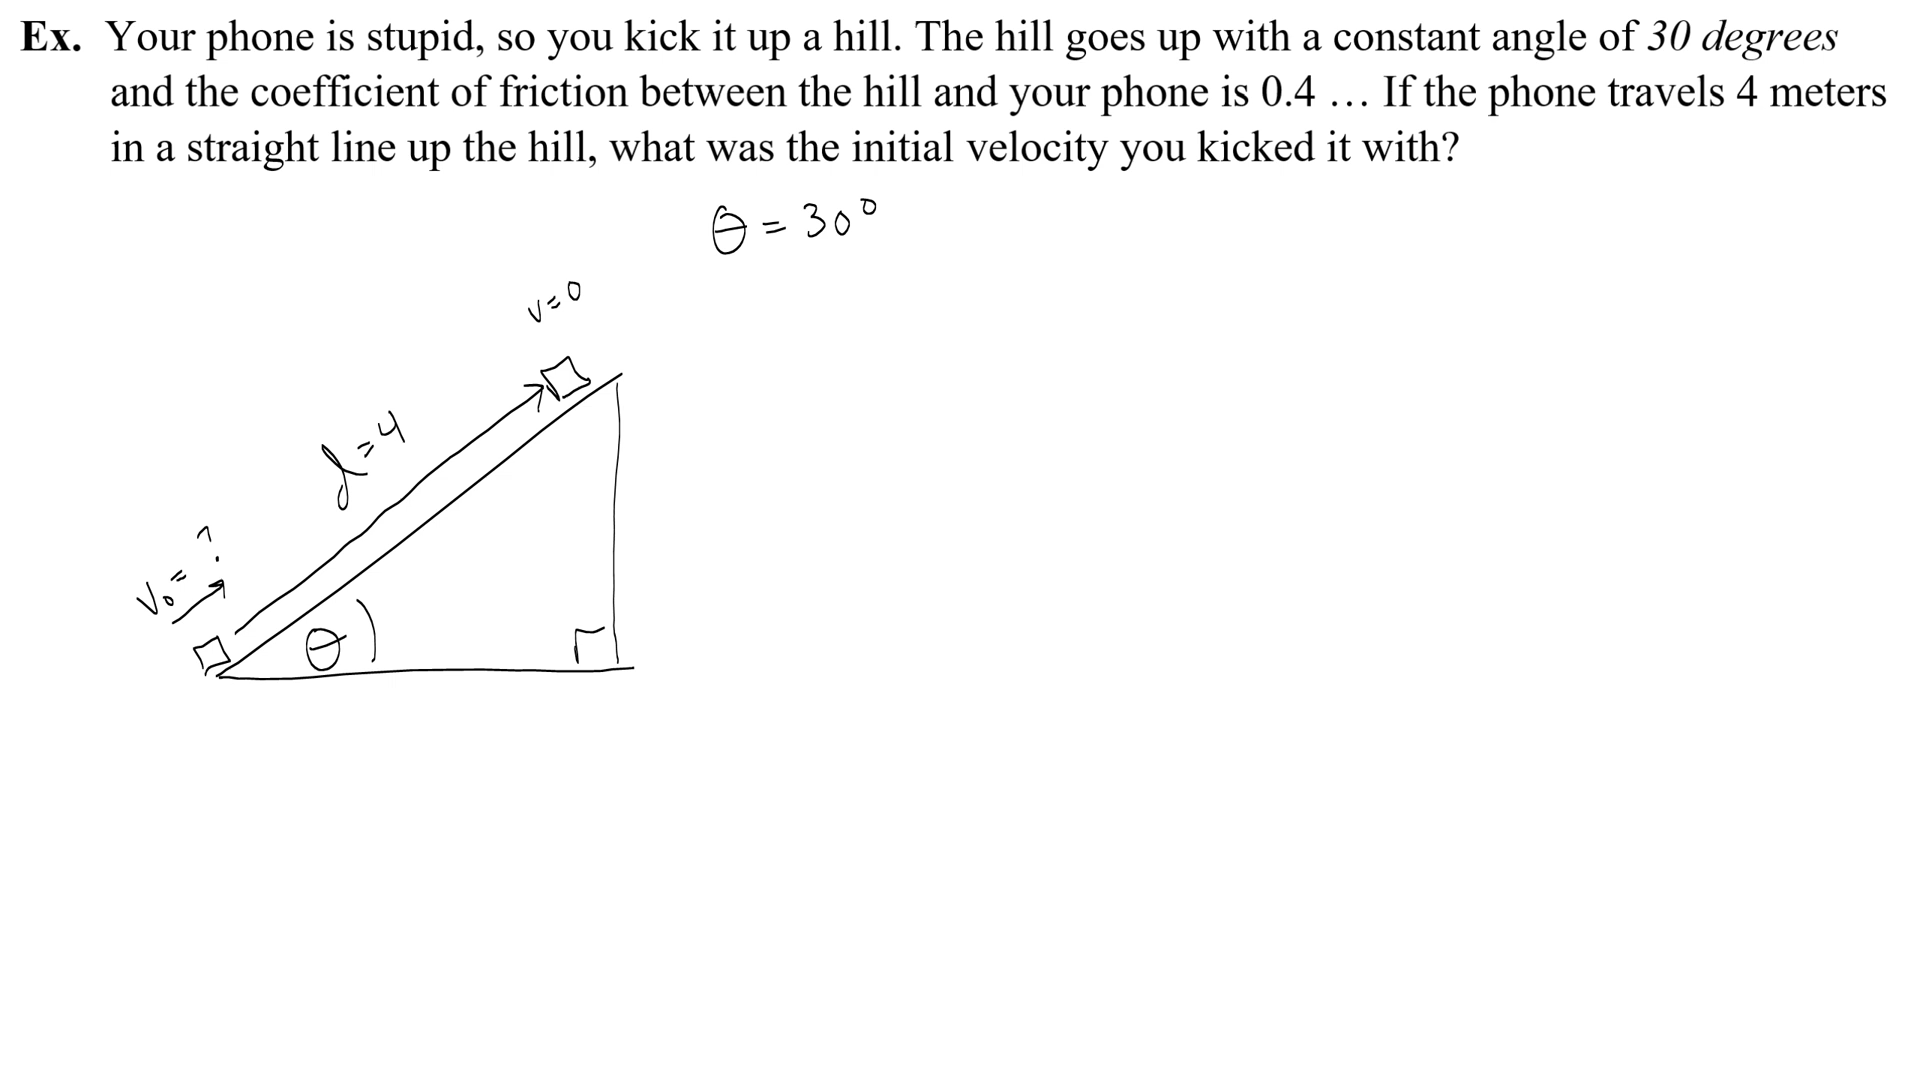 Ex. Your phone is stupid, so you kick it up a hill. The hill goes up with a constant angle of 30 degrees
and the coefficient of friction between the hill and your phone is 0.4 … If the phone travels 4 meters
in a straight line up the hill, what was the initial velocity you kicked it with?
θ = 30°
v=0
d=4
v₀=?
θ